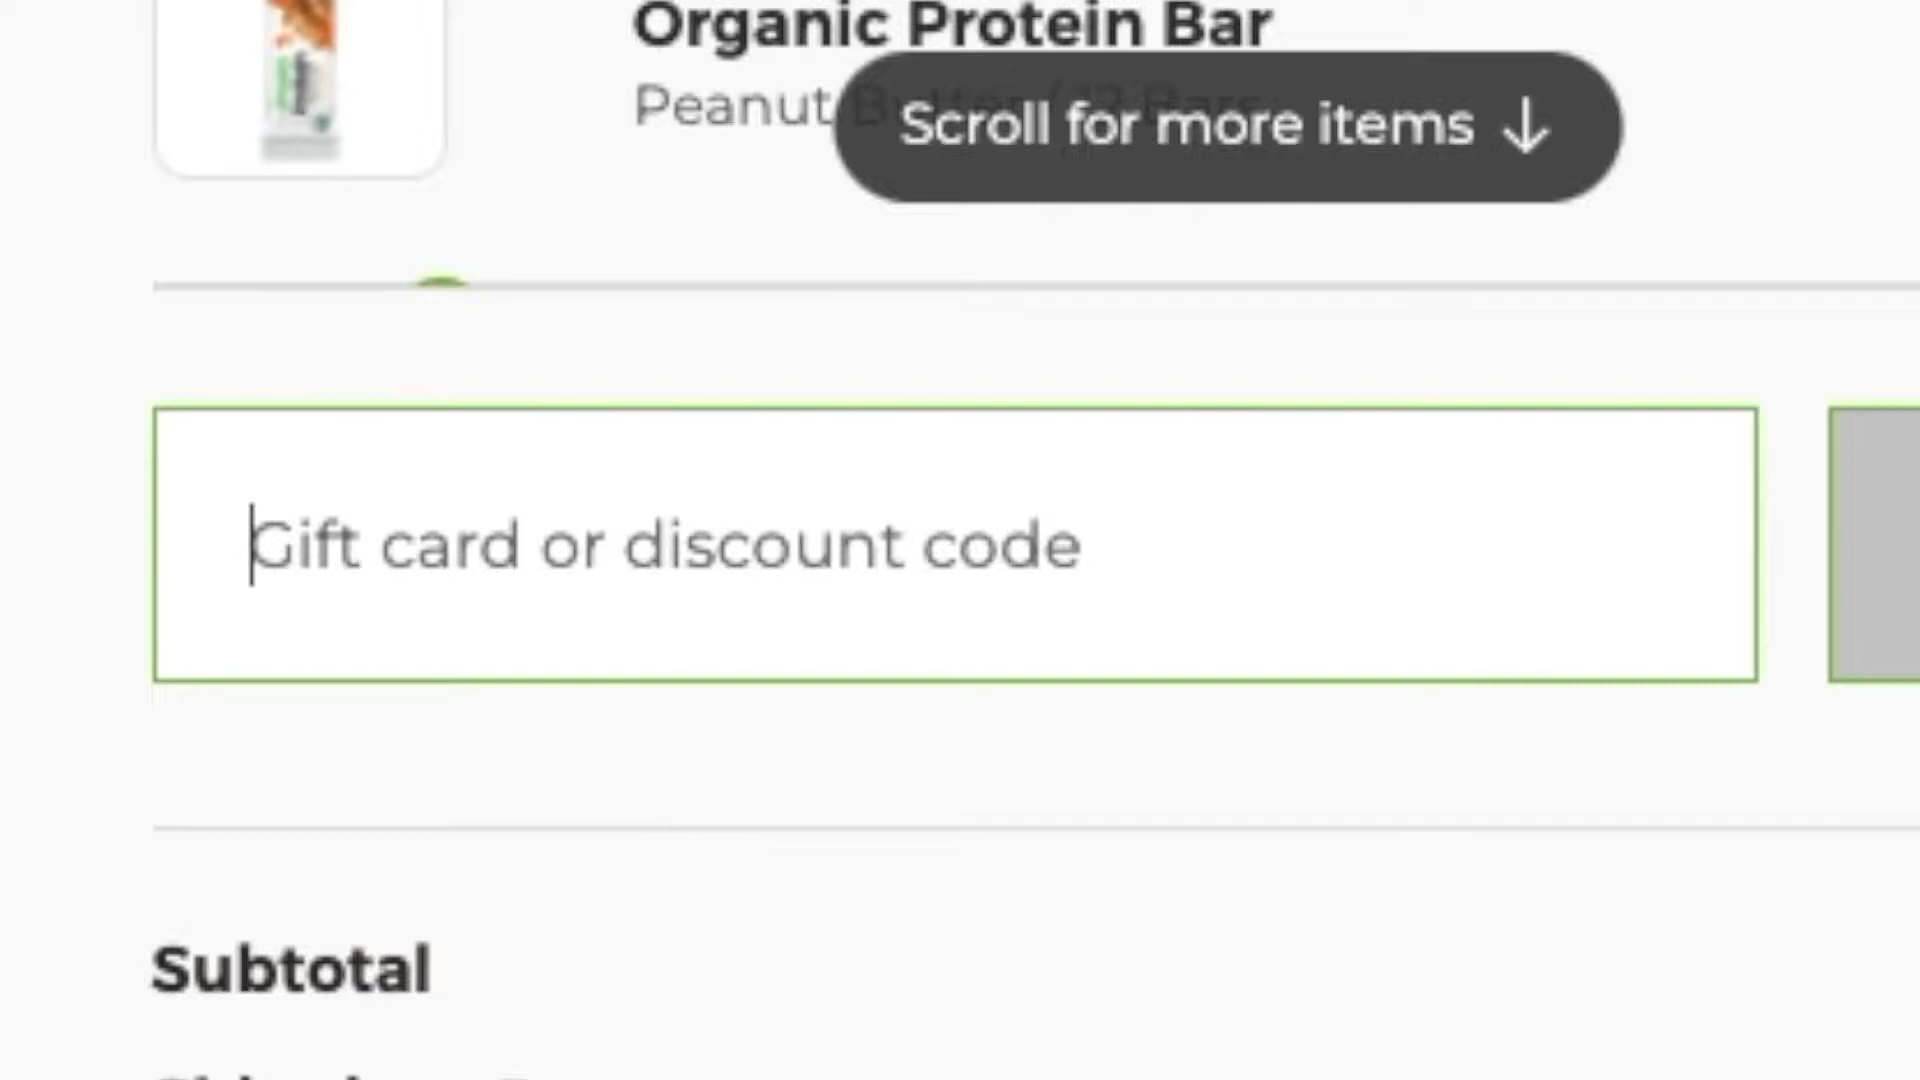 Organic Protein Bar
Peanut
Scroll for more items ↓
Gift card or discount code
Subtotal